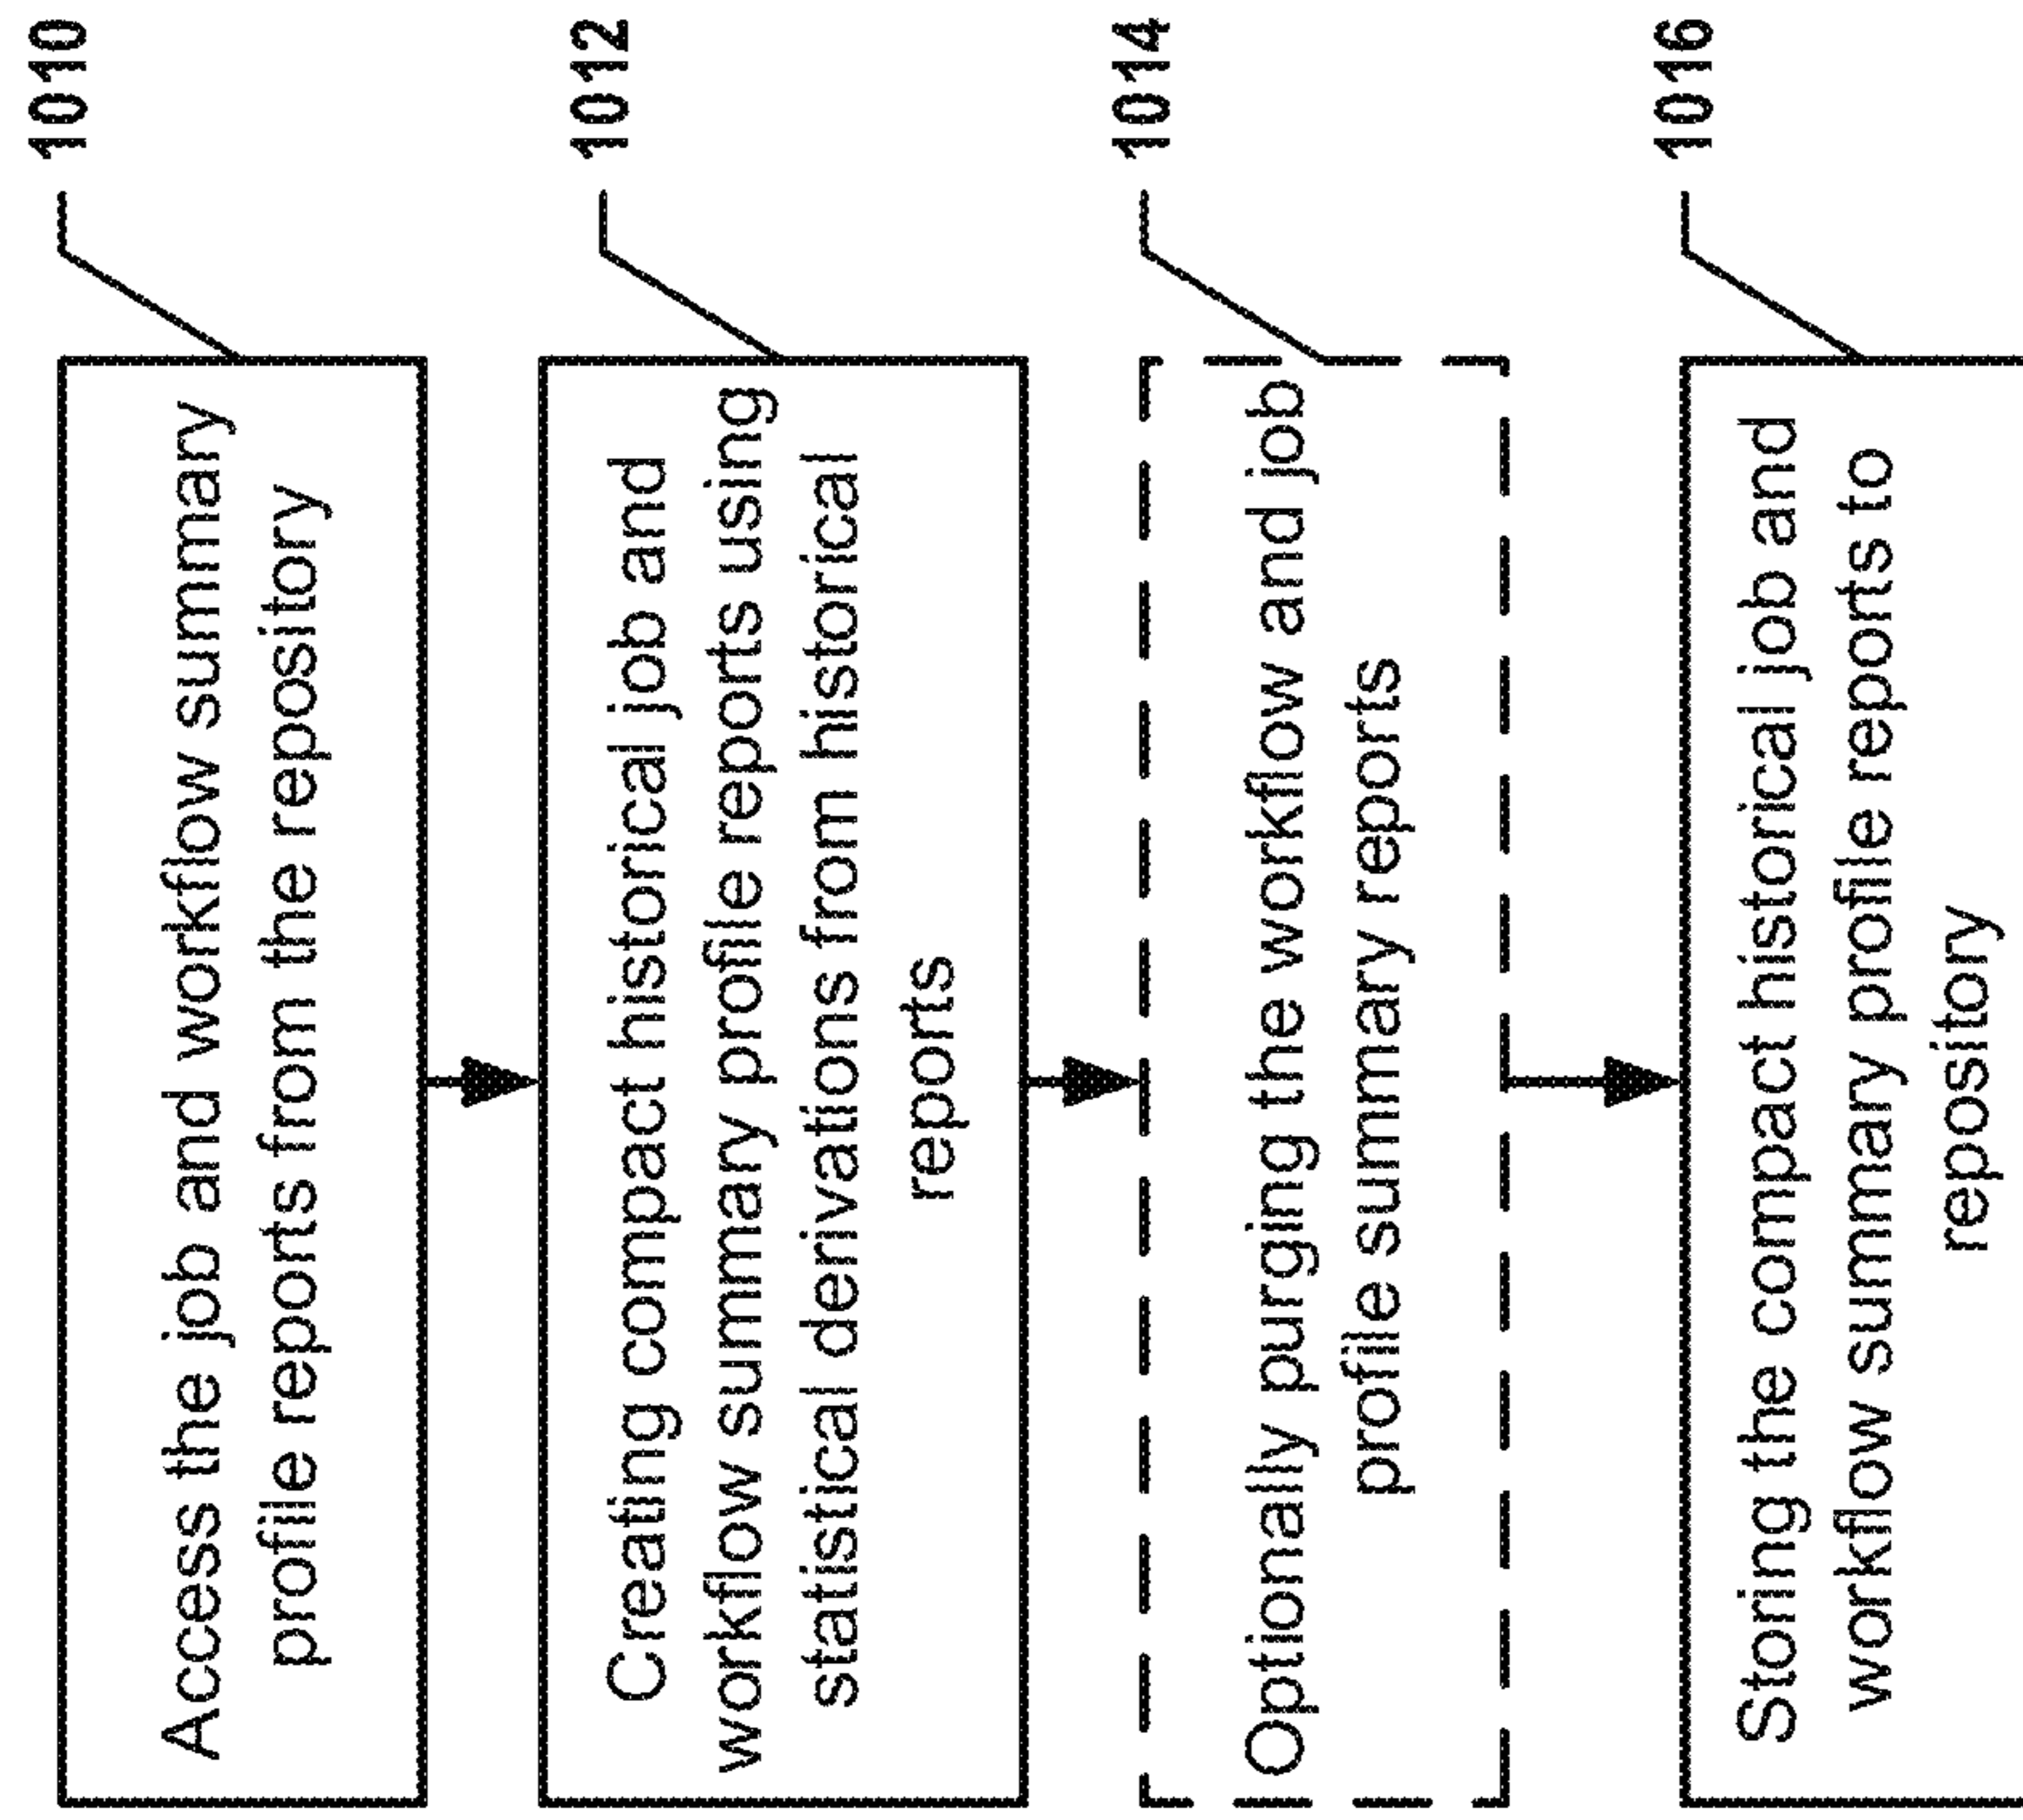 Access the job and workflow summary
profile reports from the repository
1010
Creating compact historical job and
workflow summary profile reports using
statistical derivations from historical
reports
1012
Optionally purging the workflow and job
profile summary reports
1014
Storing the compact historical job and
workflow summary profile reports to
repository
1016